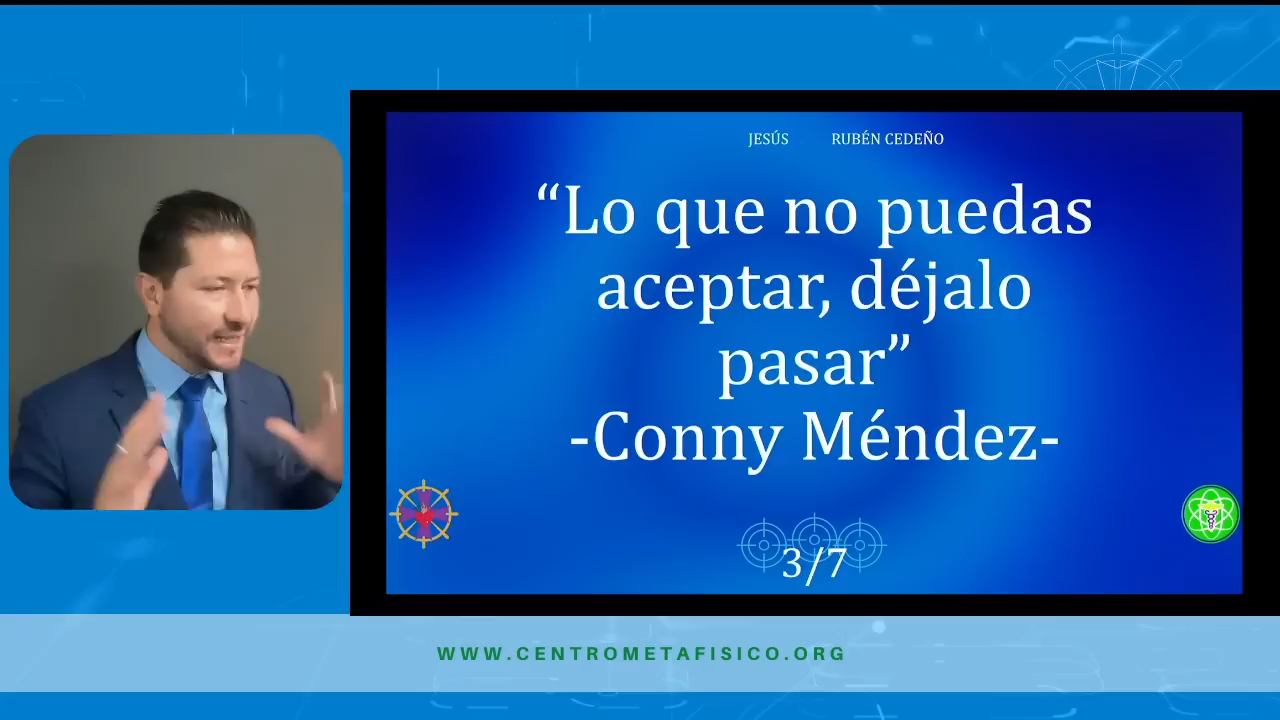 JESÚS RUBÉN CEDEÑO
“Lo que no puedas
aceptar, déjalo
pasar”
-Conny Méndez-
3/7
WWW.CENTROMETAFISICO.ORG